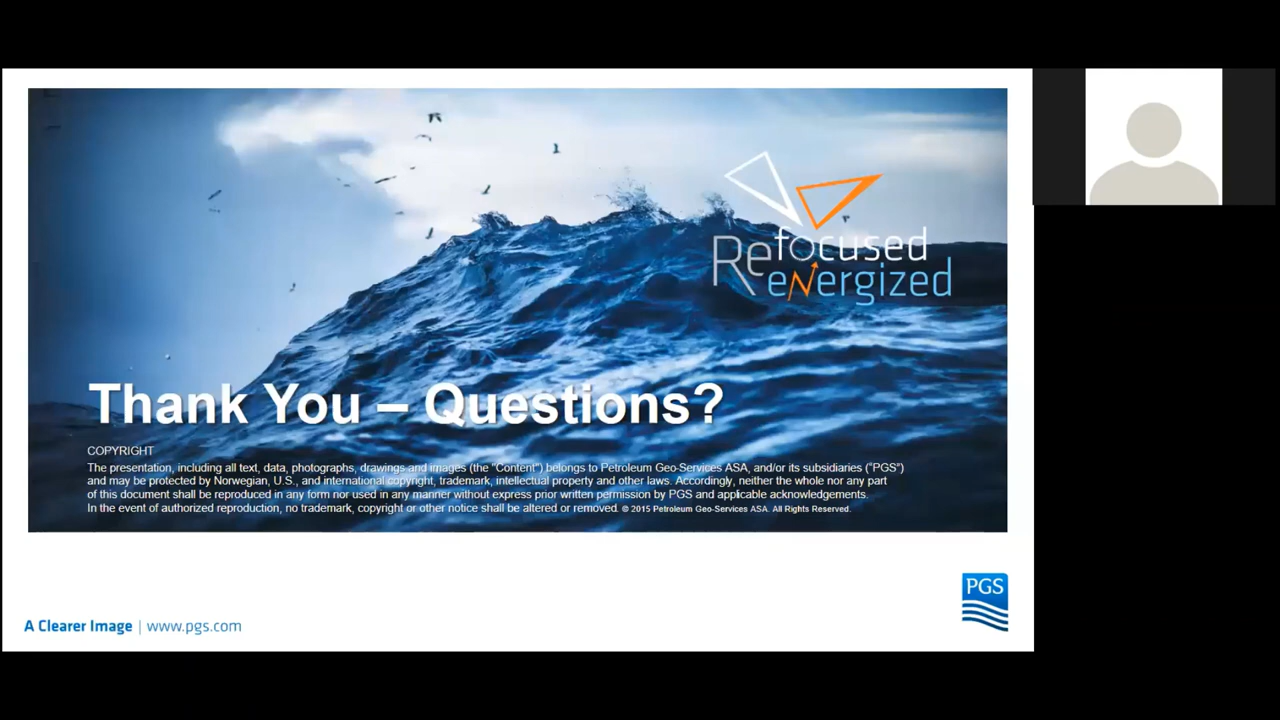 Refocused
energized
Thank You – Questions?
COPYRIGHT
The presentation, including all text, data, photographs, drawings and images (the "Content") belongs to Petroleum Geo-Services ASA, and/or its subsidiaries ("PGS")
and may be protected by Norwegian, U.S., and international copyright, trademark, intellectual property and other laws. Accordingly, neither the whole nor any part
of this document shall be reproduced in any form nor used in any manner without express prior written permission by PGS and applicable acknowledgements.
In the event of authorized reproduction, no trademark, copyright or other notice shall be altered or removed. © 2015 Petroleum Geo-Services ASA. All Rights Reserved.
PGS
A Clearer Image | www.pgs.com